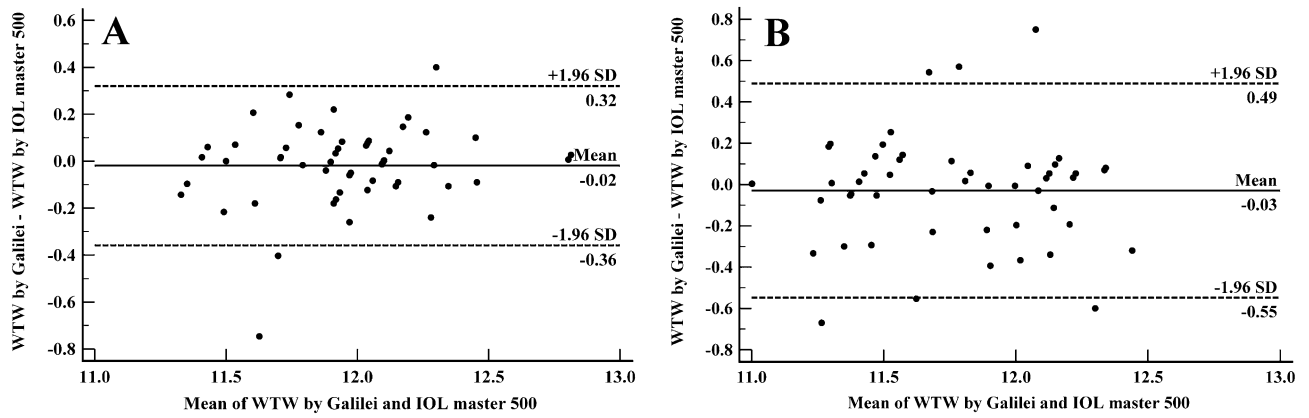 A
WTW by Galilei - WTW by IOL master 500
0.6
0.4
0.2
0.0
-0.2
-0.4
-0.6
-0.8
+1.96 SD
0.32
Mean
-0.02
-1.96 SD
-0.36
11.0 11.5 12.0 12.5 13.0
Mean of WTW by Galilei and IOL master 500
B
WTW by Galilei - WTW by IOL master 500
0.8
0.6
0.4
0.2
0.0
-0.2
-0.4
-0.6
-0.8
+1.96 SD
0.49
Mean
-0.03
-1.96 SD
-0.55
11.0 11.5 12.0 12.5 13.0
Mean of WTW by Galilei and IOL master 500